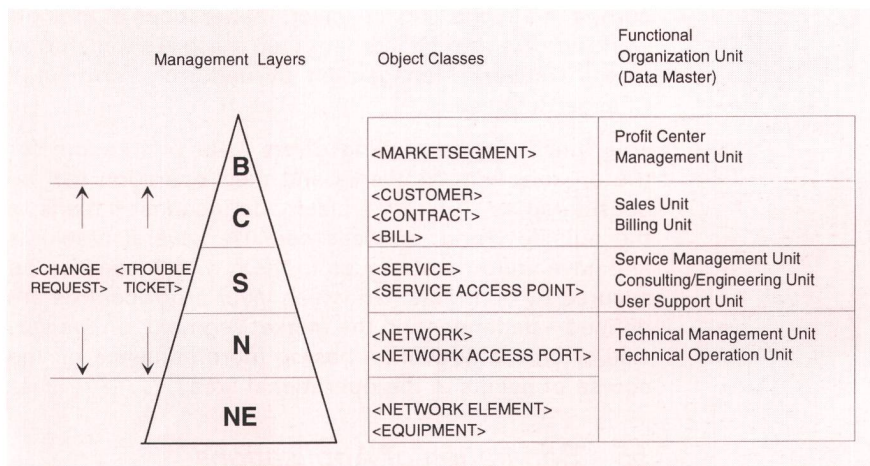 Management Layers
Object Classes
Functional
Organization Unit
(Data Master)
B
<MARKETSEGMENT>
Profit Center
Management Unit
C
<CUSTOMER>
<CONTRACT>
<BILL>
Sales Unit
Billing Unit
<CHANGE
REQUEST>
<TROUBLE
TICKET>
S
<SERVICE>
<SERVICE ACCESS POINT>
Service Management Unit
Consulting/Engineering Unit
User Support Unit
N
<NETWORK>
<NETWORK ACCESS PORT>
Technical Management Unit
Technical Operation Unit
NE
<NETWORK ELEMENT>
<EQUIPMENT>